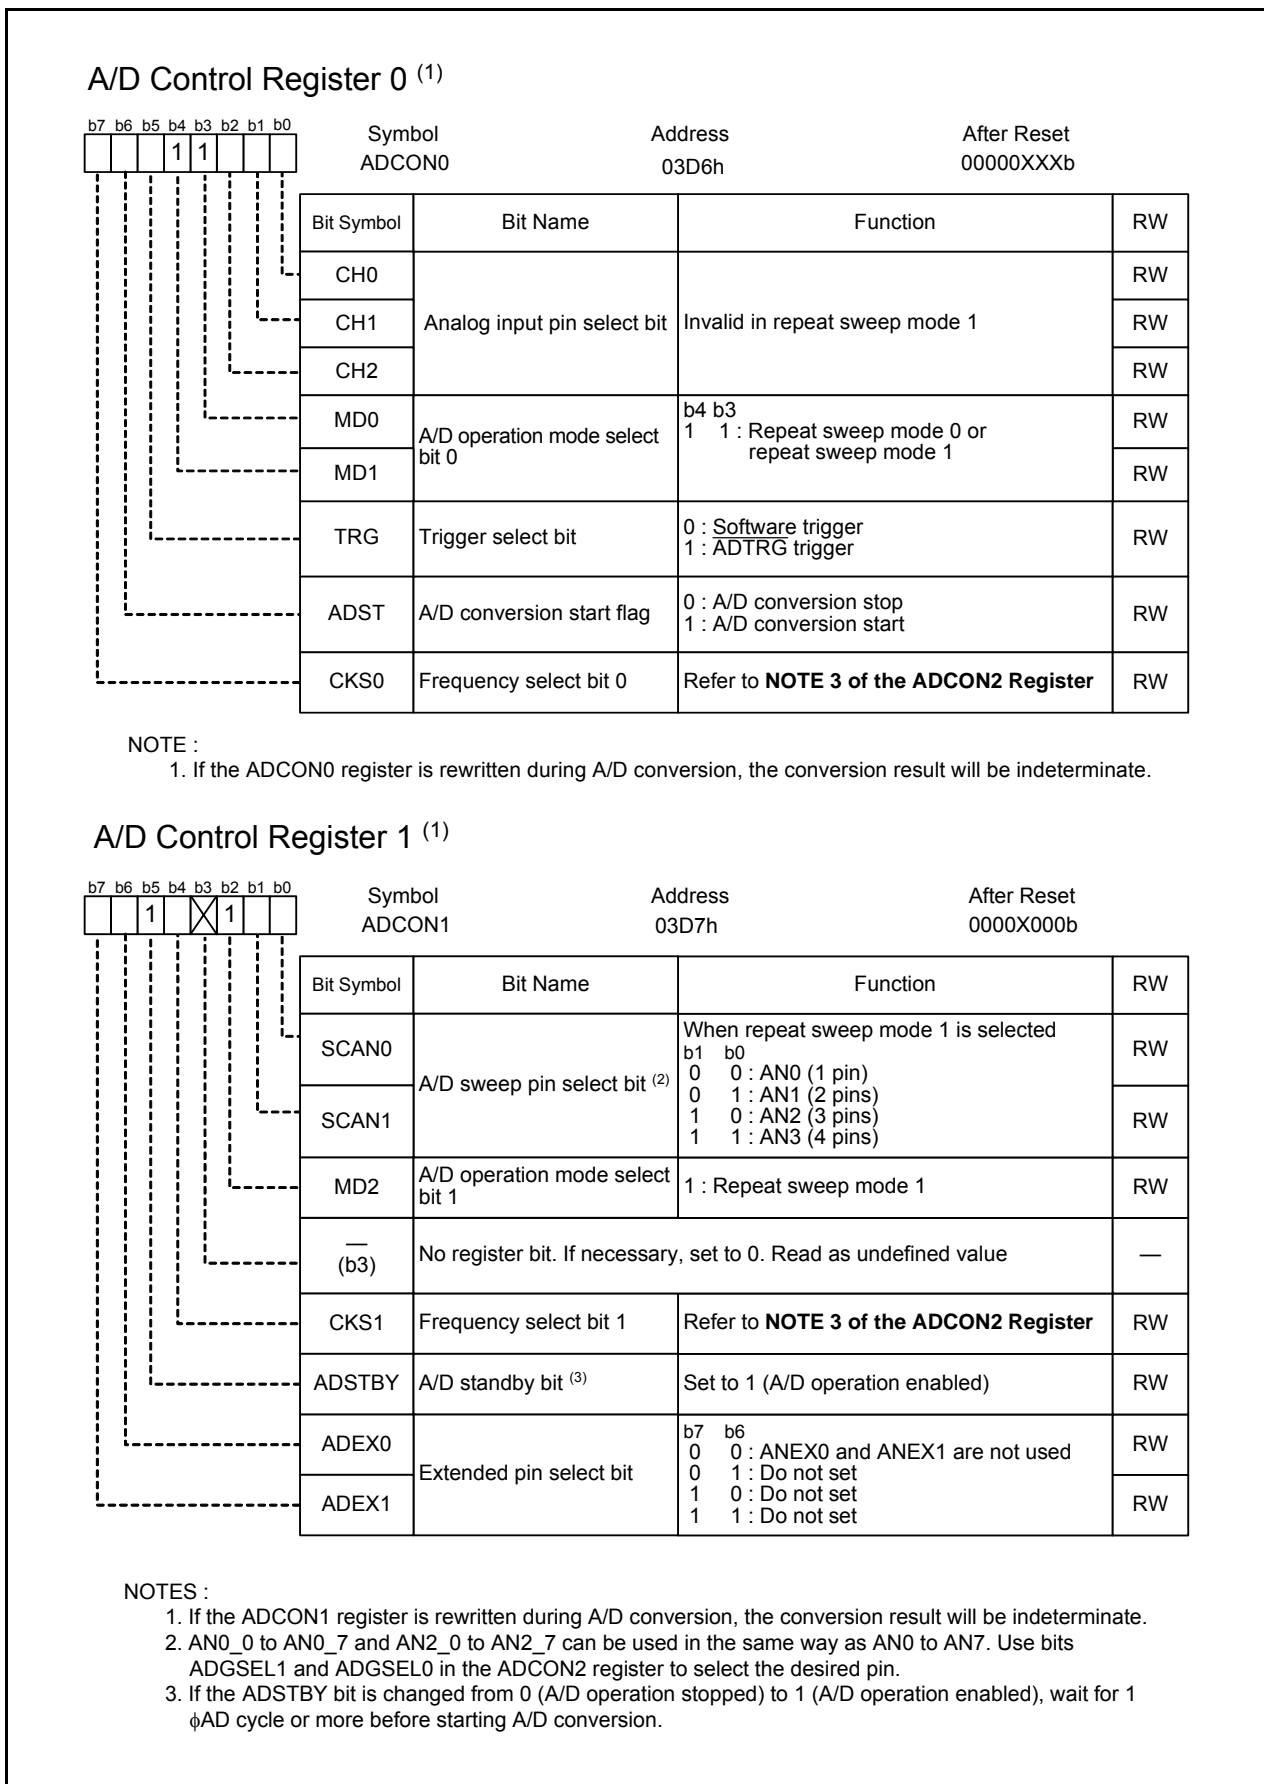 A/D Control Register 0 (1)
b7 b6 b5 b4 b3 b2 b1 b0
1 1
Symbol Address After Reset
ADCON0 03D6h 00000XXXb
Bit Symbol Bit Name Function RW
CH0 RW
CH1 Analog input pin select bit Invalid in repeat sweep mode 1 RW
CH2 RW
MD0 RW
MD1 RW
A/D operation mode select
bit 0
b4 b3
1 1 : Repeat sweep mode 0 or
repeat sweep mode 1
TRG Trigger select bit RW
0 : Software trigger
1 : ADTRG trigger
ADST A/D conversion start flag RW
0 : A/D conversion stop
1 : A/D conversion start
CKS0 Frequency select bit 0 Refer to NOTE 3 of the ADCON2 Register RW
NOTE :
1. If the ADCON0 register is rewritten during A/D conversion, the conversion result will be indeterminate.
A/D Control Register 1 (1)
b7 b6 b5 b4 b3 b2 b1 b0
1 1
Symbol Address After Reset
ADCON1 03D7h 0000X000b
Bit Symbol Bit Name Function RW
SCAN0 RW
SCAN1 RW
A/D sweep pin select bit (2)
When repeat sweep mode 1 is selected
b1 b0
0 0 : AN0 (1 pin)
0 1 : AN1 (2 pins)
1 0 : AN2 (3 pins)
1 1 : AN3 (4 pins)
MD2 RW
A/D operation mode select
bit 1
1 : Repeat sweep mode 1
—
(b3)
No register bit. If necessary, set to 0. Read as undefined value —
CKS1 Frequency select bit 1 Refer to NOTE 3 of the ADCON2 Register RW
ADSTBY A/D standby bit (3) Set to 1 (A/D operation enabled) RW
ADEX0 RW
ADEX1 RW
Extended pin select bit
b7 b6
0 0 : ANEX0 and ANEX1 are not used
0 1 : Do not set
1 0 : Do not set
1 1 : Do not set
NOTES :
1. If the ADCON1 register is rewritten during A/D conversion, the conversion result will be indeterminate.
2. AN0_0 to AN0_7 and AN2_0 to AN2_7 can be used in the same way as AN0 to AN7. Use bits
ADGSEL1 and ADGSEL0 in the ADCON2 register to select the desired pin.
3. If the ADSTBY bit is changed from 0 (A/D operation stopped) to 1 (A/D operation enabled), wait for 1
ϕAD cycle or more before starting A/D conversion.